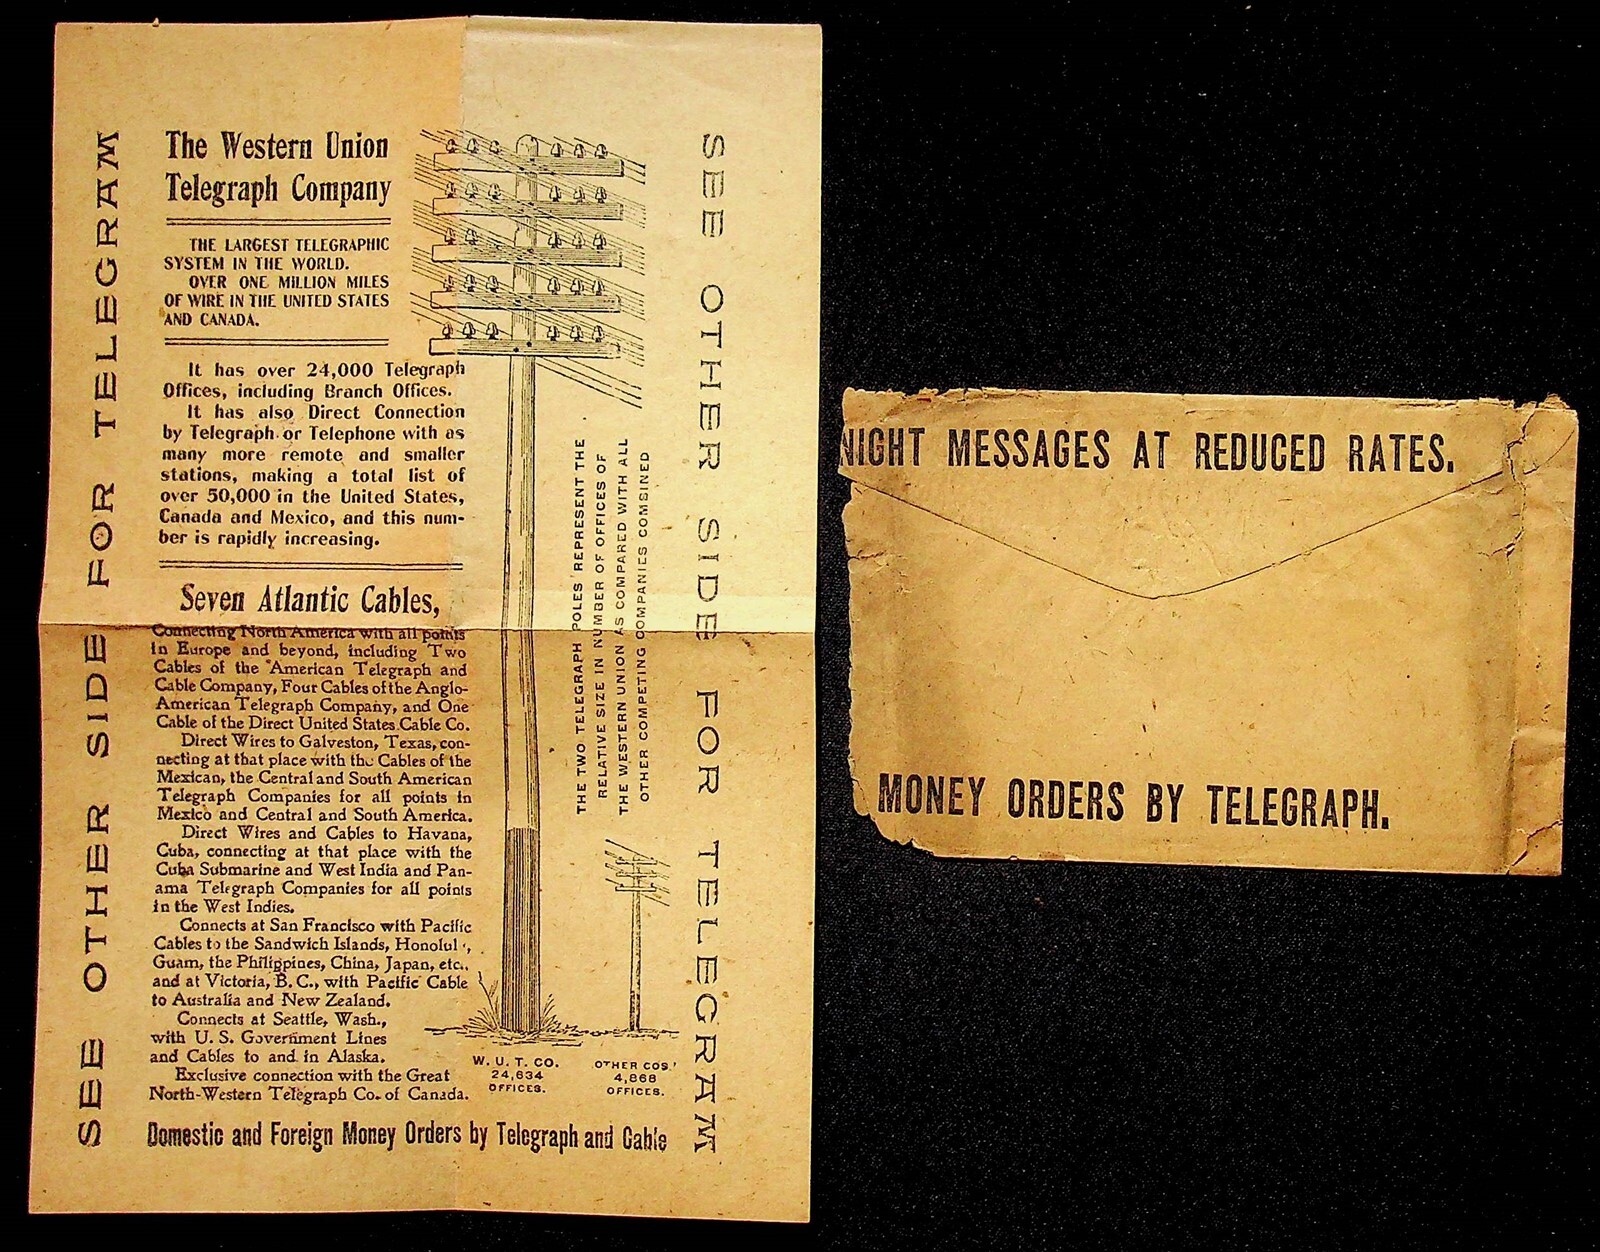 SEE OTHER SIDE FOR TELEGRAM
The Western Union
Telegraph Company
THE LARGEST TELEGRAPHIC
SYSTEM IN THE WORLD.
OVER ONE MILLION MILES
OF WIRE IN THE UNITED STATES
AND CANADA.
It has over 24,000 Telegraph
Offices, including Branch Offices.
It has also Direct Connection
by Telegraph or Telephone with as
many more remote and smaller
stations, making a total list of
over 50,000 in the United States,
Canada and Mexico, and this num-
ber is rapidly increasing.
Seven Atlantic Cables,
Connecting North America with all points
in Europe and beyond, including Two
Cables of the American Telegraph and
Cable Company, Four Cables of the Anglo-
American Telegraph Company, and One
Cable of the Direct United States Cable Co.
Direct Wires to Galveston, Texas, con-
necting at that place with the Cables of the
Mexican, the Central and South American
Telegraph Companies for all points in
Mexico and Central and South America.
Direct Wires and Cables to Havana,
Cuba, connecting at that place with the
Cuba Submarine and West India and Pan-
ama Telegraph Companies for all points
in the West Indies.
Connects at San Francisco with Pacific
Cables to the Sandwich Islands, Honolul,
Guam, the Philippines, China, Japan, etc.,
and at Victoria, B. C., with Pacific Cable
to Australia and New Zealand.
Connects at Seattle, Wash.,
with U. S. Government Lines
and Cables to and in Alaska.
Exclusive connection with the Great
North-Western Telegraph Co. of Canada.
THE TWO TELEGRAPH POLES REPRESENT THE
RELATIVE SIZE IN NUMBER OF OFFICES OF
THE WESTERN UNION AS COMPARED WITH ALL
OTHER COMPETING COMPANIES COMBINED
W. U. T. CO.
24,634
OFFICES.
OTHER COS.'
4,868
OFFICES.
Domestic and Foreign Money Orders by Telegraph and Cable
SEE OTHER SIDE FOR TELEGRAM
NIGHT MESSAGES AT REDUCED RATES.
MONEY ORDERS BY TELEGRAPH.